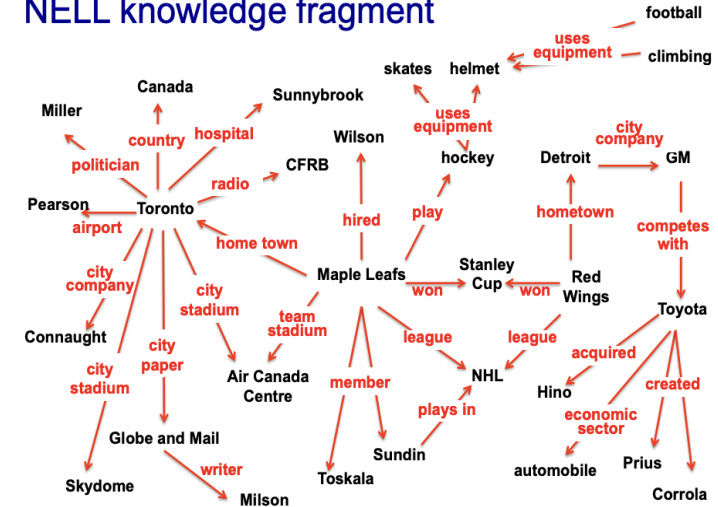 NELL knowledge fragment
football
uses
equipment
climbing
skates
helmet
Canada
Sunnybrook
Miller
uses
equipment
city
company
country
hospital
Wilson
politician
CFRB
hockey
Detroit
GM
radio
Pearson
Toronto
airport
hired
play
hometown
competes
with
home town
city
company
Maple Leafs
Stanley
Cup
won
won
Red
Wings
city
stadium
team
stadium
Toyota
Connaught
city
paper
league
league
acquired
city
stadium
Air Canada
Centre
member
NHL
Hino
created
plays in
economic
sector
Globe and Mail
Sundin
writer
Toskala
automobile
Prius
Skydome
Milson
Corrola